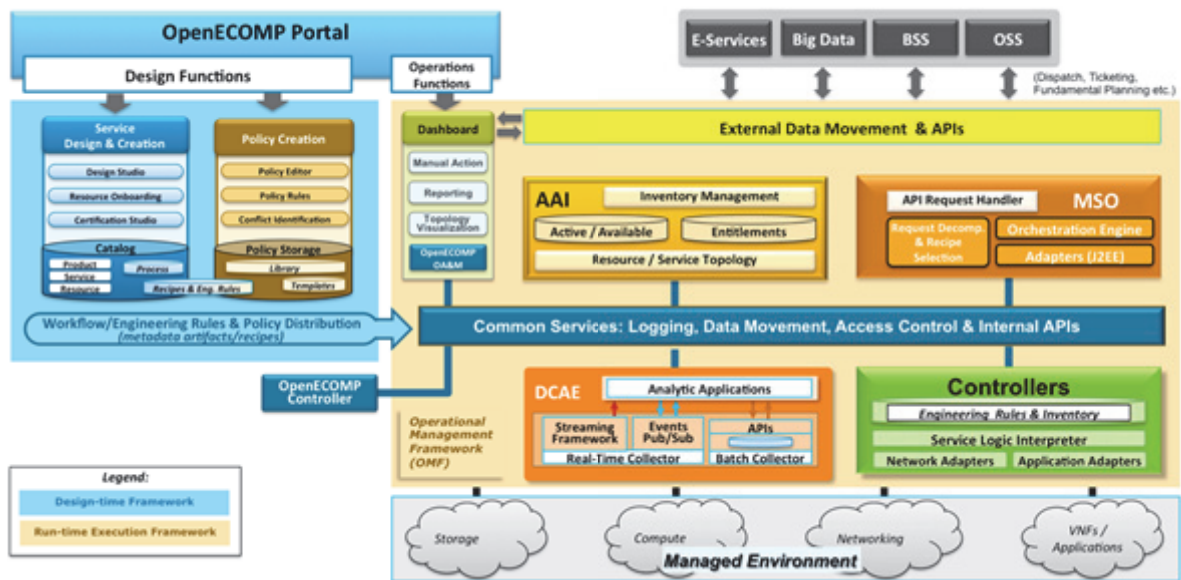 OpenECOMP Portal
Design Functions
Operations
Functions
E-Services
Big Data
BSS
OSS
(Dispatch, Ticketing,
Fundamental Planning etc.)
Service
Design & Creation
Design Studio
Resource Onboarding
Certification Studio
Catalog
Product
Service
Resource
Process
Recipes & Eng. Rules
Policy Creation
Policy Editor
Policy Rules
Conflict Identification
Policy Storage
Library
Templates
Dashboard
Manual Action
Reporting
Topology
Visualization
OpenECOMP
OA&M
External Data Movement & APIs
AAI
Inventory Management
Active / Available
Entitlements
Resource / Service Topology
API Request Handler
MSO
Request Decomp.
& Recipe
Selection
Orchestration Engine
Adapters (J2EE)
Workflow/Engineering Rules & Policy Distribution
(metadata artifacts/recipes)
Common Services: Logging, Data Movement, Access Control & Internal APIs
OpenECOMP
Controller
Operational
Management
Framework
(OMF)
DCAE
Analytic Applications
Streaming
Framework
Events
Pub/Sub
APIs
Real-Time Collector
Batch Collector
Controllers
Engineering Rules & Inventory
Service Logic Interpreter
Network Adapters
Application Adapters
Legend:
Design-time Framework
Run-time Execution Framework
Storage
Compute
Networking
VNFs /
Applications
Managed Environment